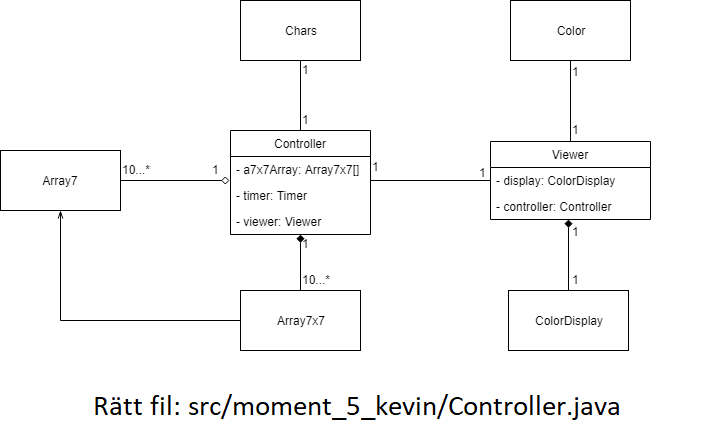 Chars
Color
1
1
1
1
Controller
- a7x7Array: Array7x7[]
- timer: Timer
- viewer: Viewer
Viewer
- display: ColorDisplay
- controller: Controller
Array7
10...*
1
1
1
1
10...*
1
1
Array7x7
ColorDisplay
Rätt fil: src/moment_5_kevin/Controller.java